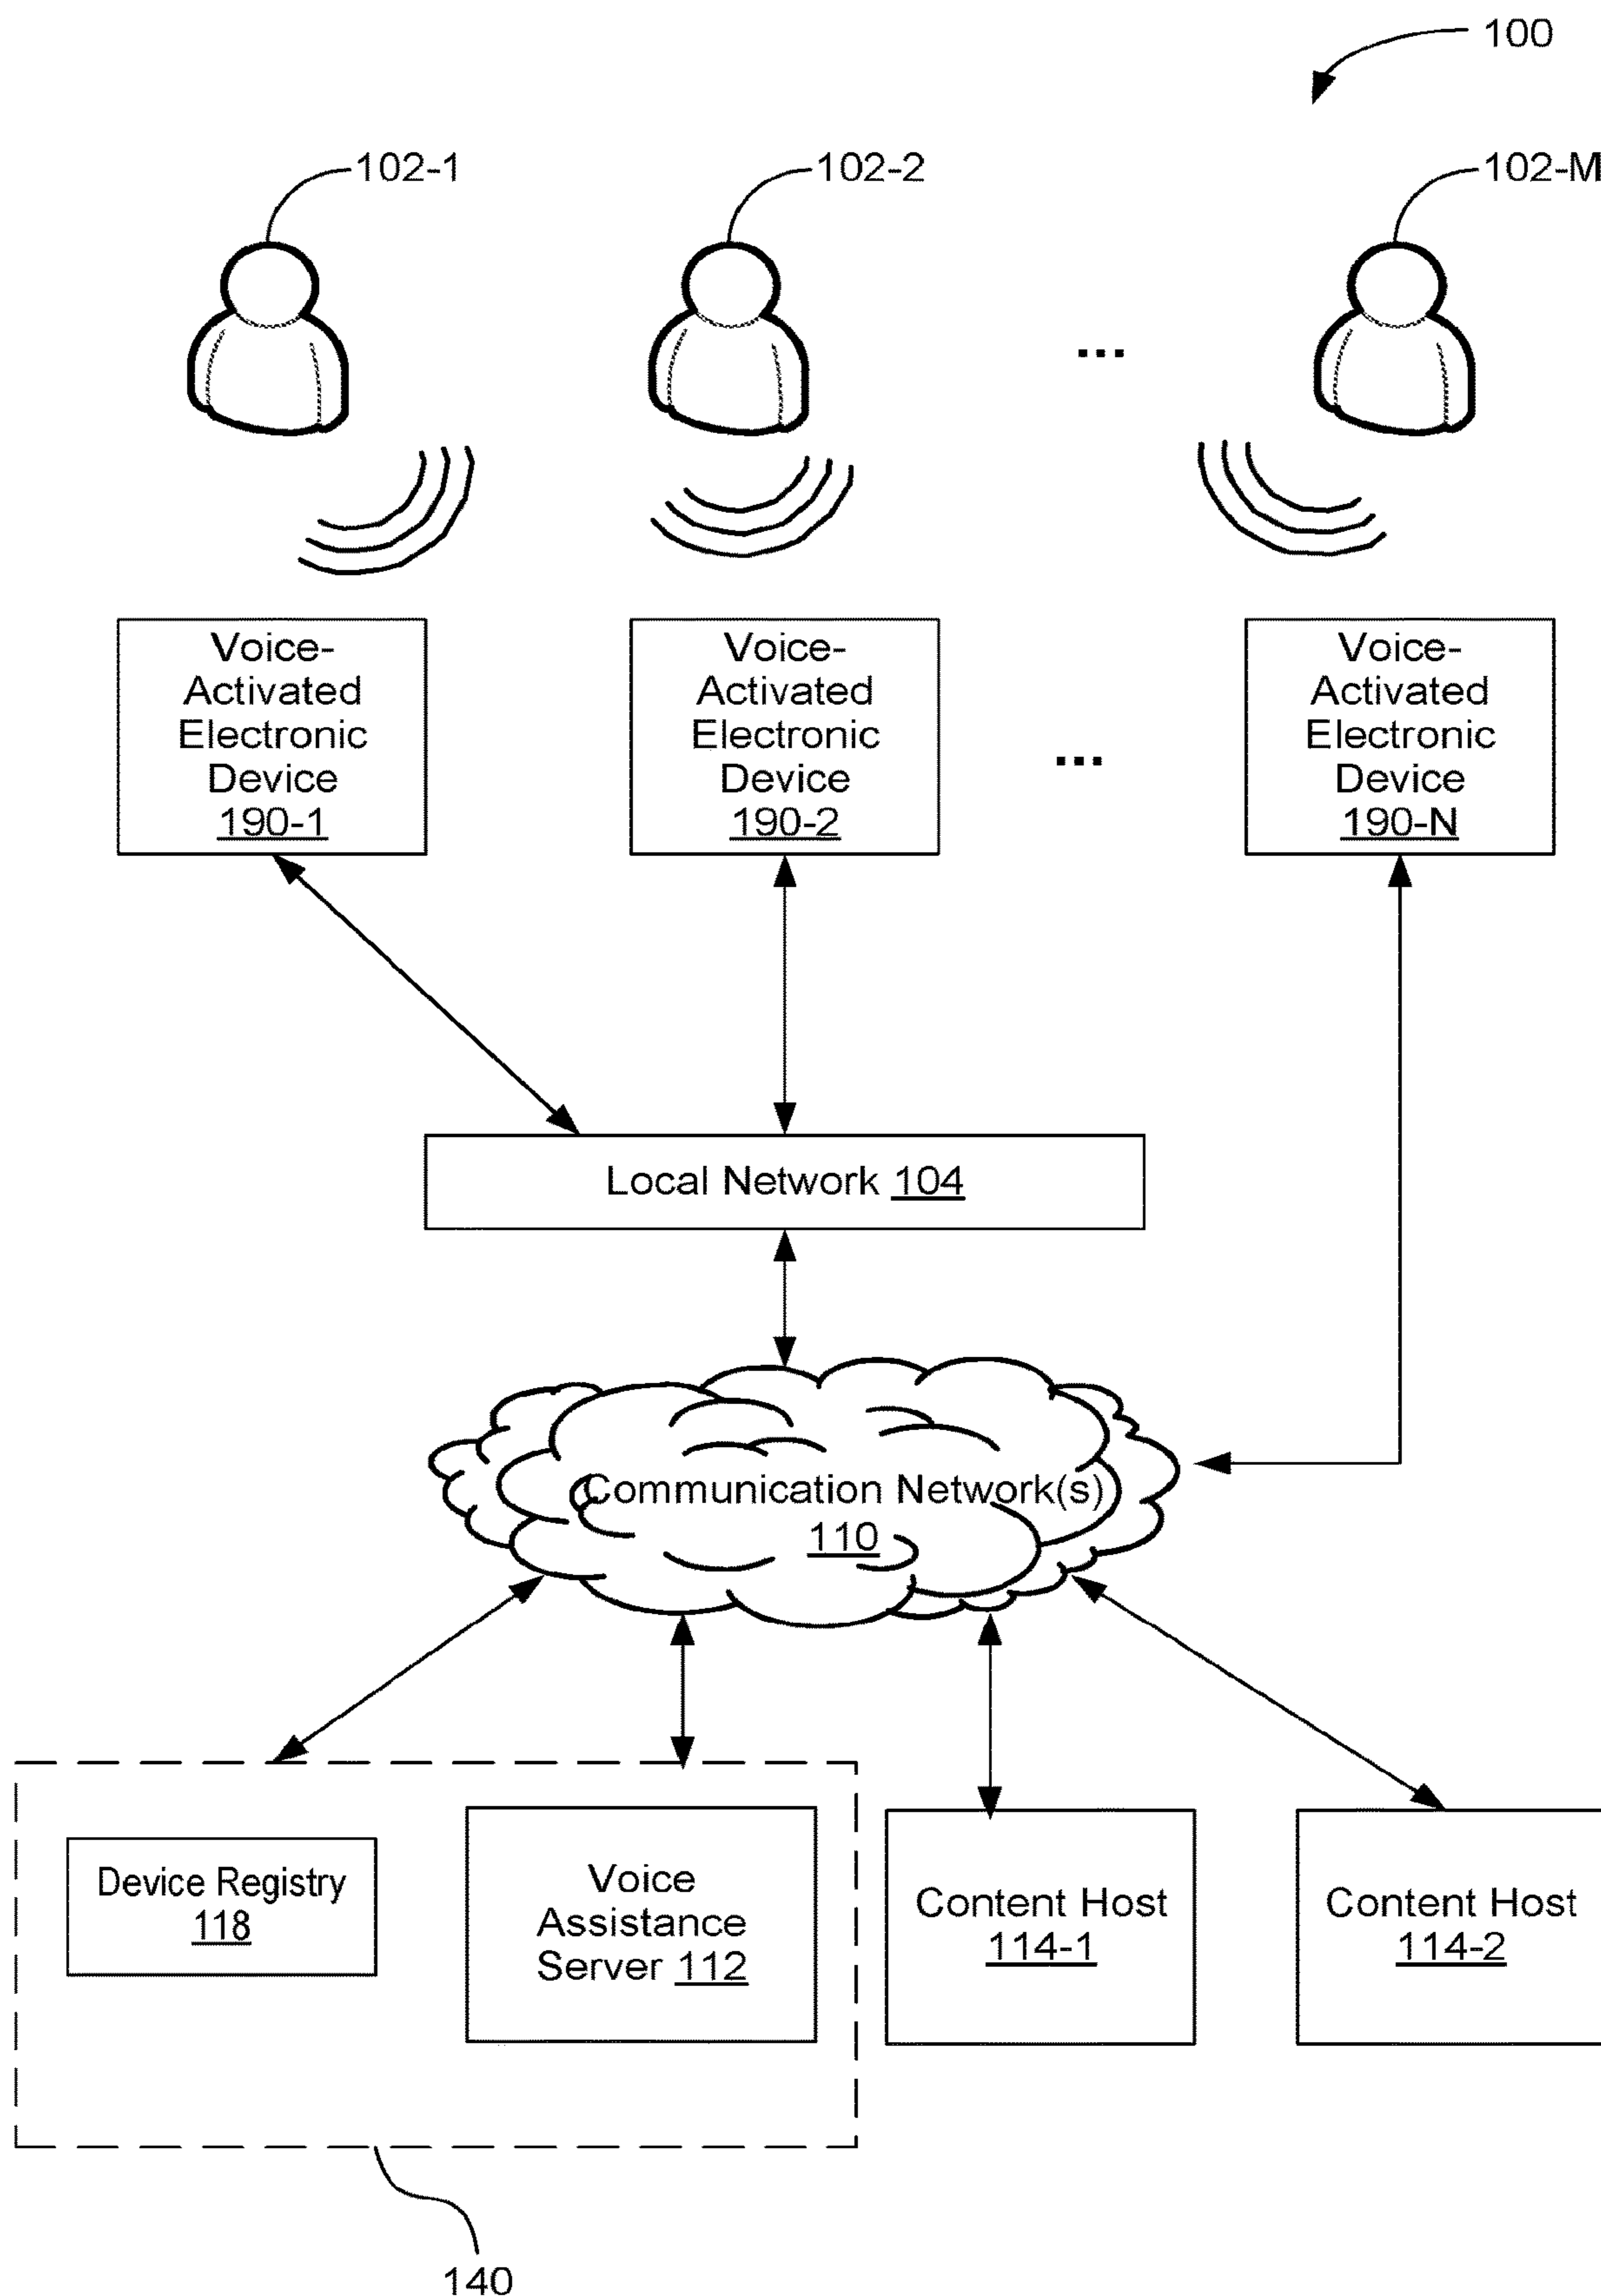 100
102-1
102-2
102-M
...
Voice-
Activated
Electronic
Device
190-1
Voice-
Activated
Electronic
Device
190-2
...
Voice-
Activated
Electronic
Device
190-N
Local Network 104
Communication Network(s)
110
Device Registry
118
Voice
Assistance
Server 112
Content Host
114-1
Content Host
114-2
140